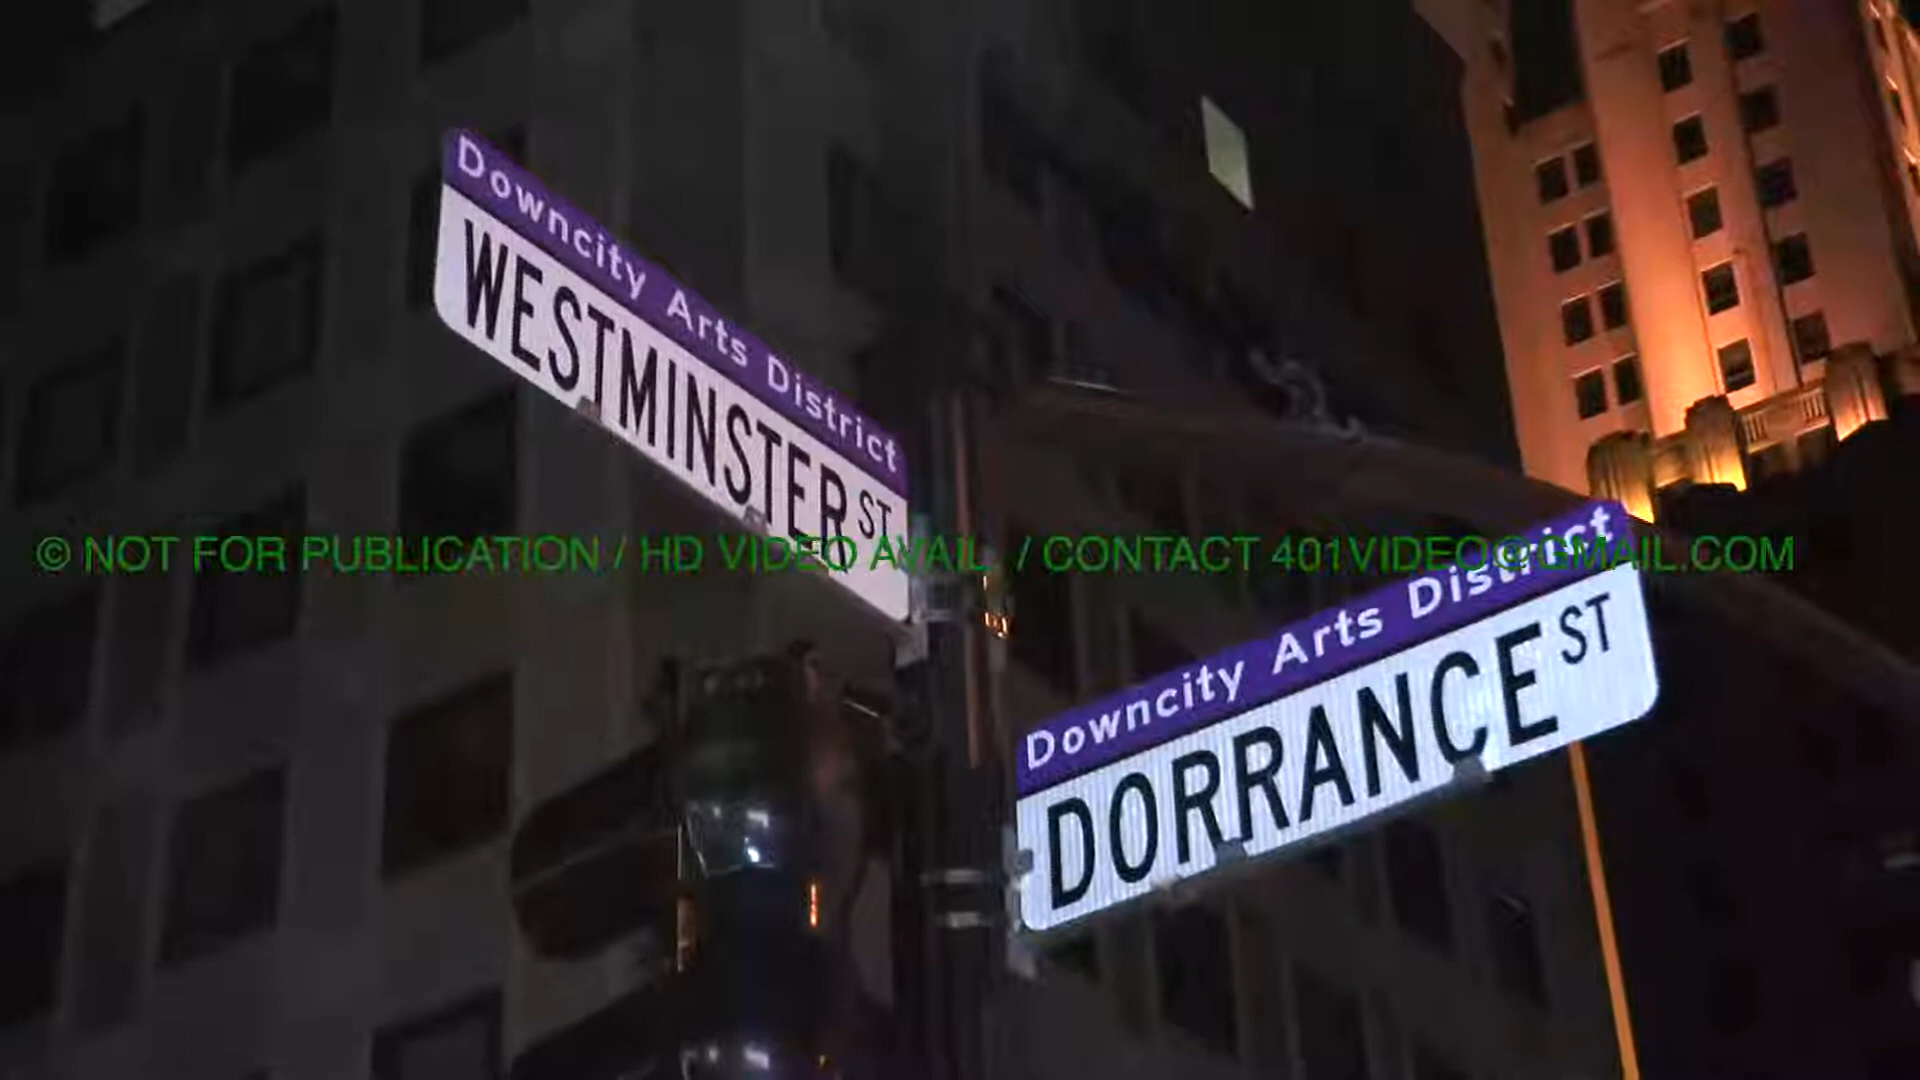 Downcity Arts District
WESTMINSTER ST
© NOT FOR PUBLICATION / HD VIDEO AVAIL / CONTACT 401VIDEO@GMAIL.COM
Downcity Arts District
DORRANCE ST